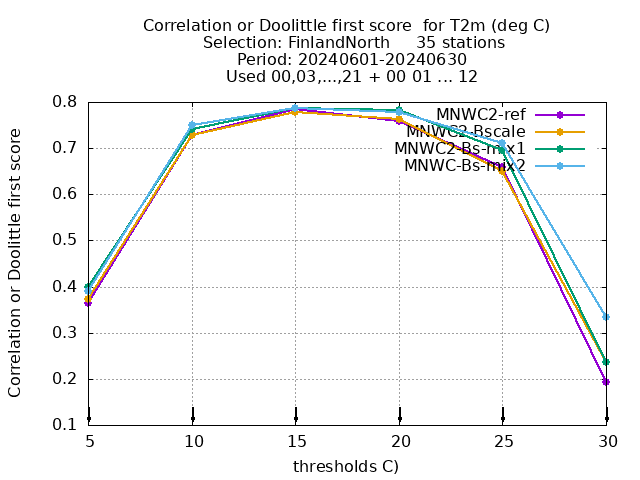 Correlation or Doolittle first score  for T2m (deg C)
Selection: FinlandNorth     35 stations
Period: 20240601-20240630
Used 00,03,...,21 + 00 01 ... 12
MNWC2-ref
MNWC2-Bscale
MNWC2-Bs-mix1
MNWC-Bs-mix2
Correlation or Doolittle first score
0.8
0.7
0.6
0.5
0.4
0.3
0.2
0.1
5 10 15 20 25 30
thresholds C)